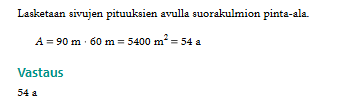 Lasketaan sivujen pituuksien avulla suorakulmion pinta-ala.
A = 90 m · 60 m = 5400 m² = 54 a
Vastaus
54 a